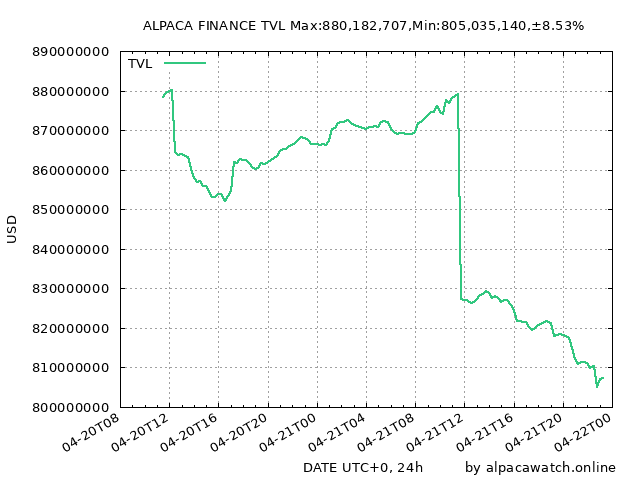 ALPACA FINANCE TVL Max:880,182,707,Min:805,035,140,±8.53%
TVL
890000000
880000000
870000000
860000000
850000000
840000000
830000000
820000000
810000000
800000000
USD
04-20T08
04-20T12
04-20T16
04-20T20
04-21T00
04-21T04
04-21T08
04-21T12
04-21T16
04-21T20
04-22T00
DATE UTC+0, 24h
by alpacawatch.online